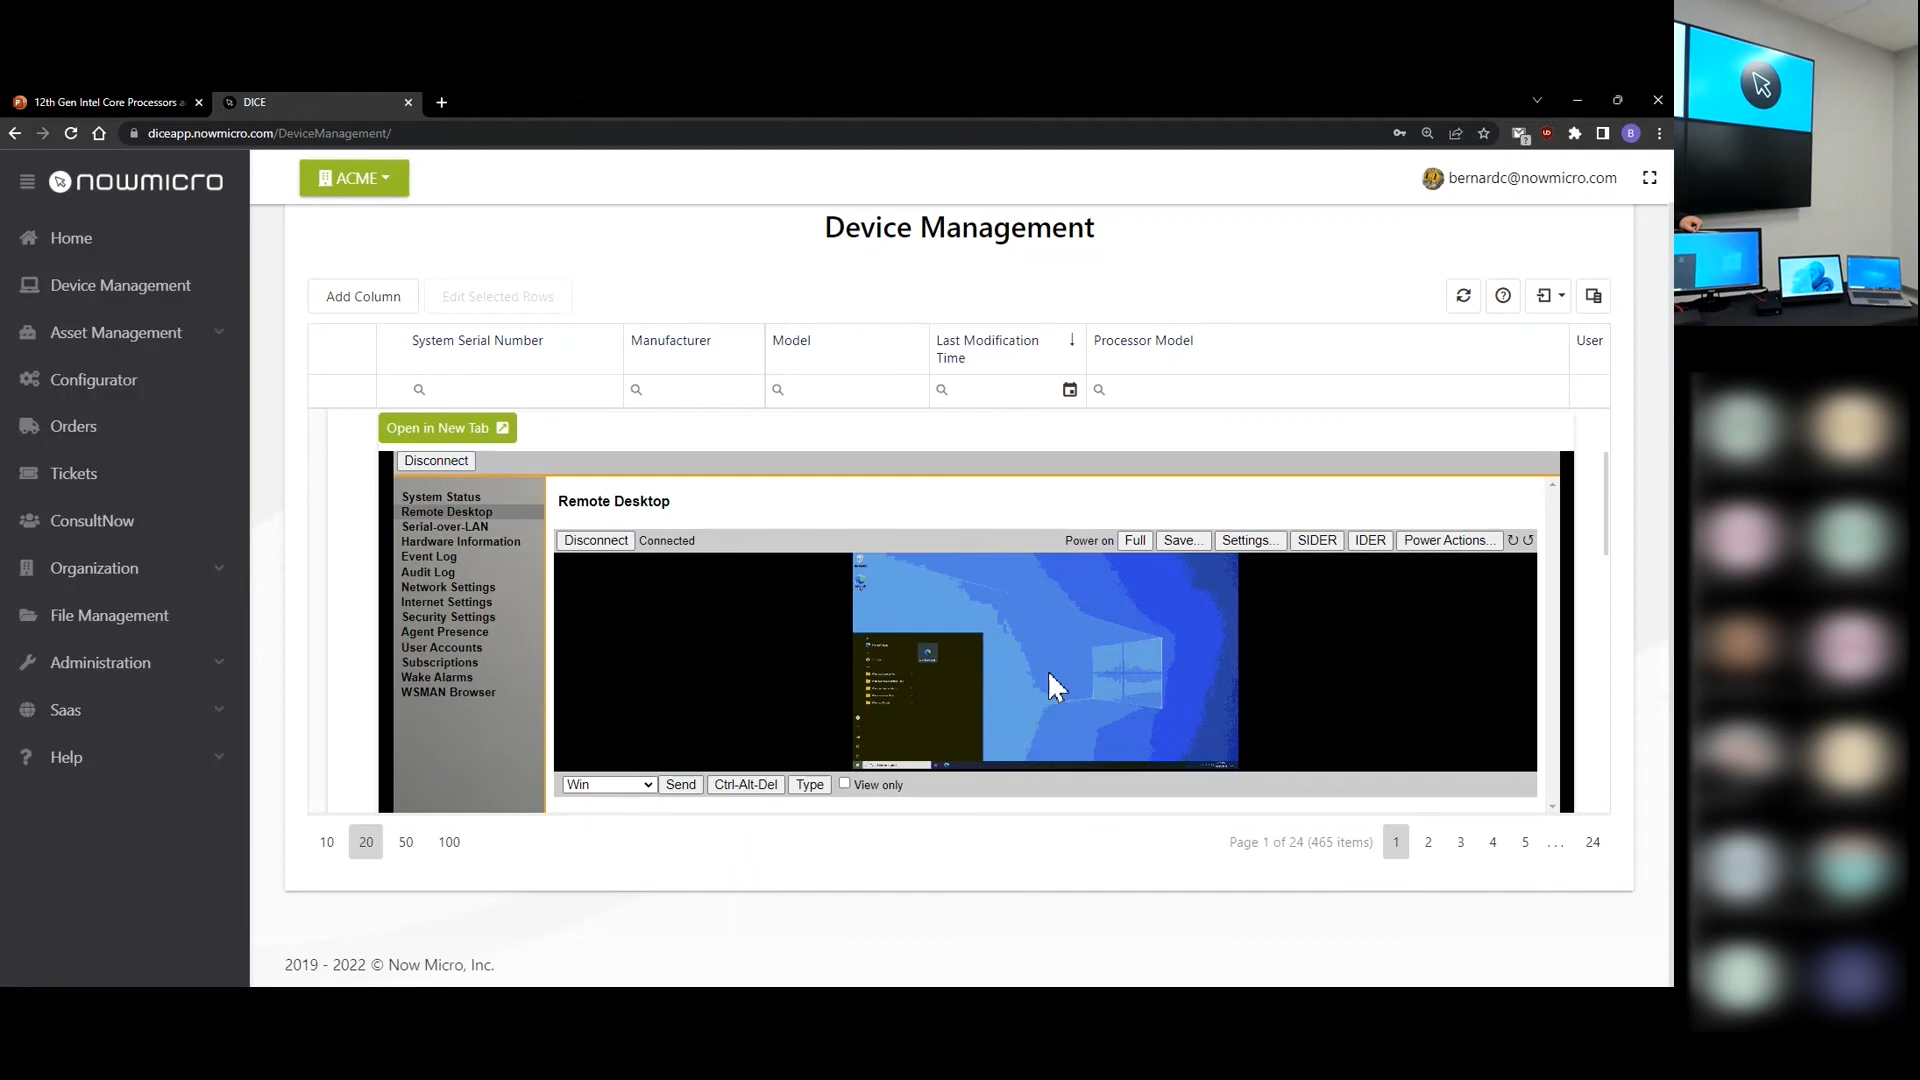 12th Gen Intel Core Processors a
DICE
diceapp.nowmicro.com/DeviceManagement/
B
nowmicro
ACME
bernardc@nowmicro.com
Home
Device Management
Asset Management
Configurator
Orders
Tickets
ConsultNow
Organization
File Management
Administration
Saas
Help
Device Management
Add Column
Edit Selected Rows
System Serial Number
Manufacturer
Model
Last Modification Time
Processor Model
User
Open in New Tab
Disconnect
System Status
Remote Desktop
Serial-over-LAN
Hardware Information
Event Log
Audit Log
Network Settings
Internet Settings
Security Settings
Agent Presence
User Accounts
Subscriptions
Wake Alarms
WSMAN Browser
Remote Desktop
Disconnect Connected
Power on Full Save... Settings... SIDER IDER Power Actions...
Win Send Ctrl-Alt-Del Type View only
10 20 50 100
Page 1 of 24 (465 items) 1 2 3 4 5 ... 24
2019 - 2022 © Now Micro, Inc.